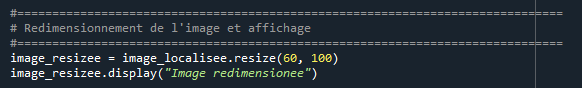 #======================================================================
# Redimensionnement de l'image et affichage
#======================================================================
image_resizee = image_localisee.resize(60, 100)
image_resizee.display("Image redimensionee")